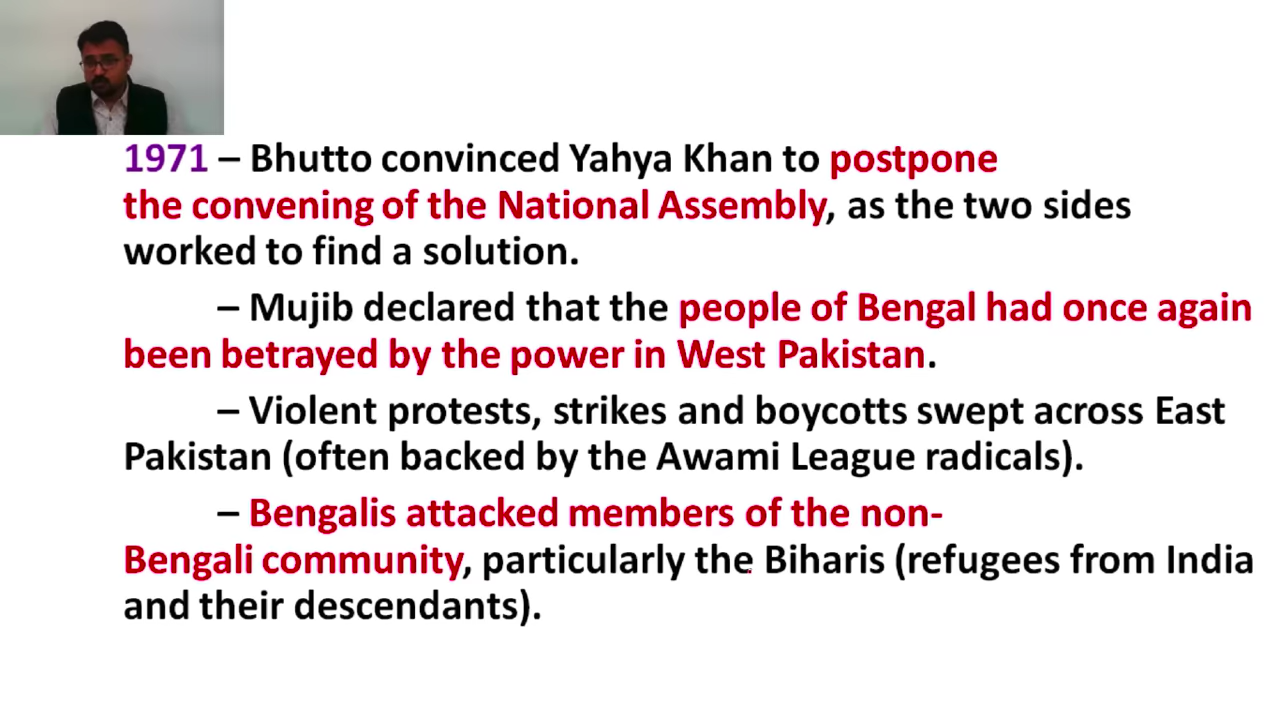 1971 – Bhutto convinced Yahya Khan to postpone
the convening of the National Assembly, as the two sides
worked to find a solution.
– Mujib declared that the people of Bengal had once again
been betrayed by the power in West Pakistan.
– Violent protests, strikes and boycotts swept across East
Pakistan (often backed by the Awami League radicals).
– Bengalis attacked members of the non-
Bengali community, particularly the Biharis (refugees from India
and their descendants).